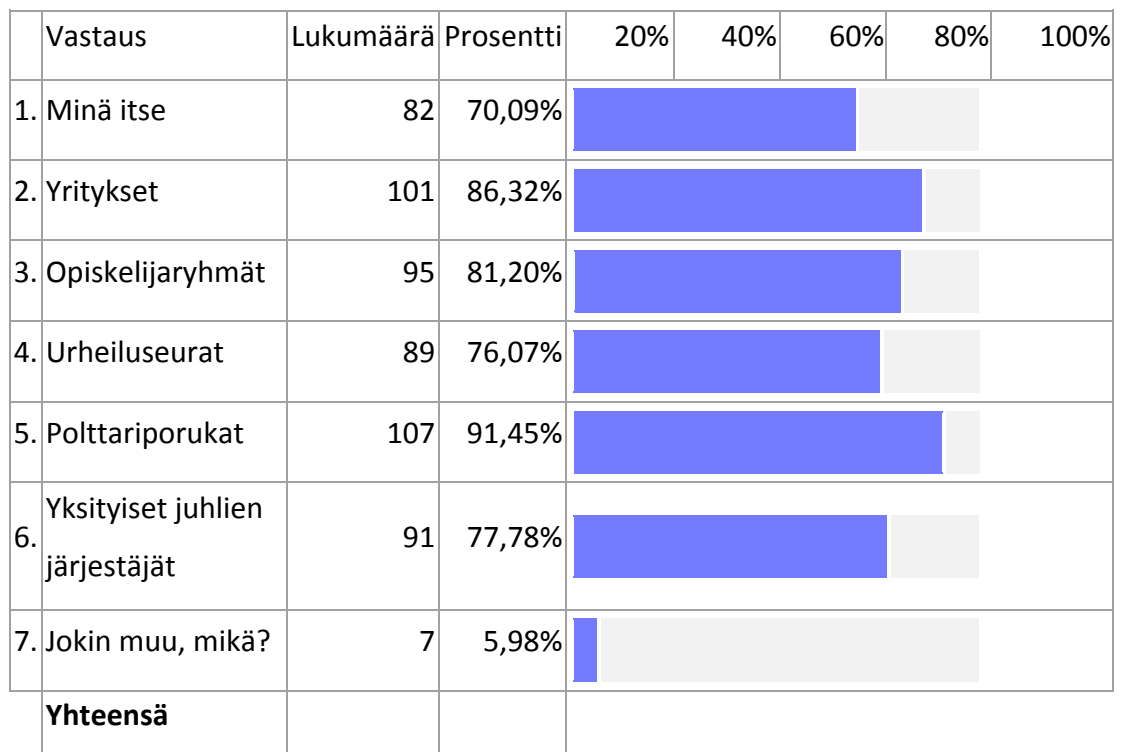 Vastaus Lukumäärä Prosentti 20% 40% 60% 80% 100%
1. Minä itse 82 70,09%
2. Yritykset 101 86,32%
3. Opiskelijaryhmät 95 81,20%
4. Urheiluseurat 89 76,07%
5. Polttariporukat 107 91,45%
6. Yksityiset juhlien
järjestäjät 91 77,78%
7. Jokin muu, mikä? 7 5,98%
Yhteensä